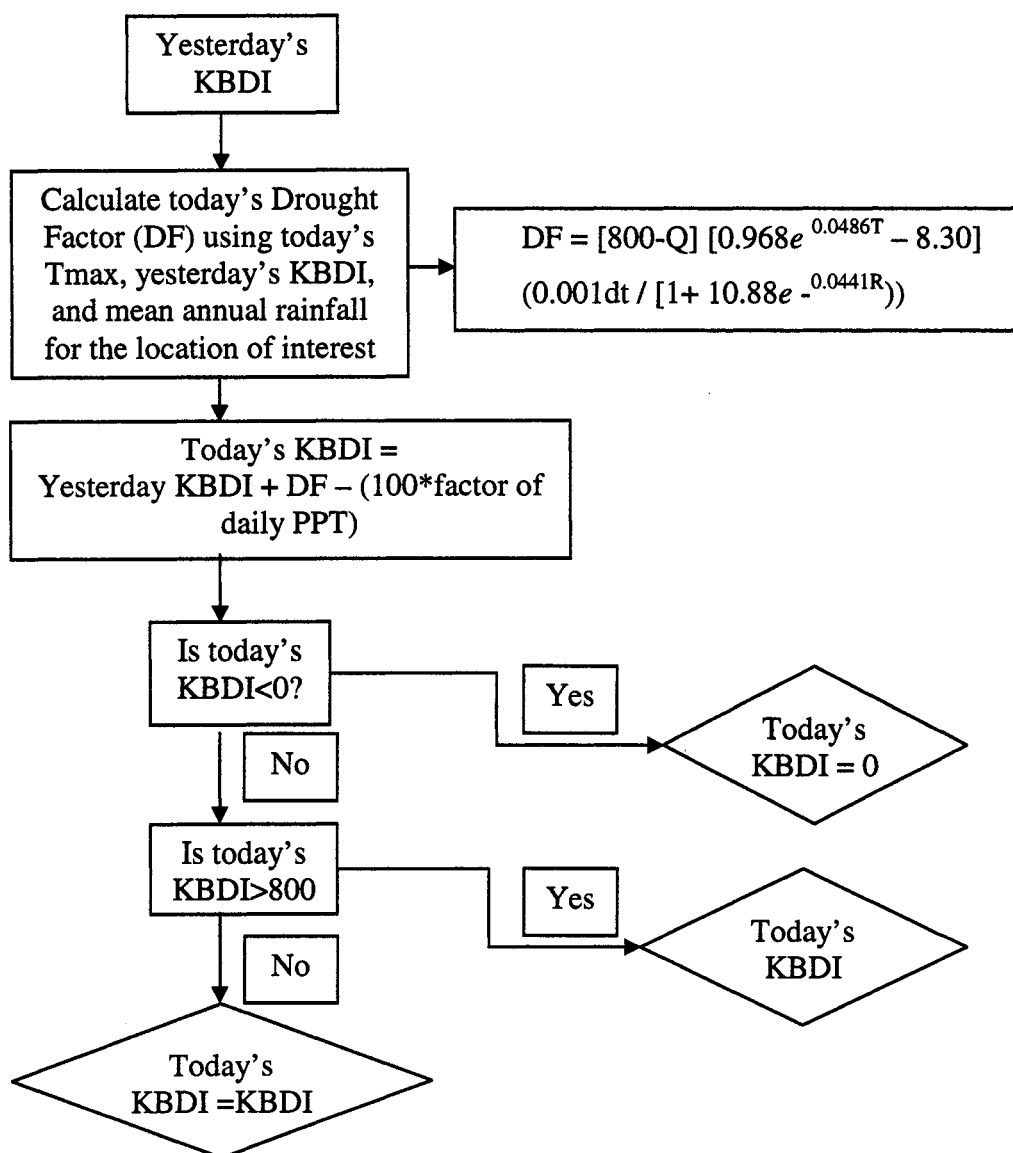 Yesterday's
KBDI
Calculate today's Drought
Factor (DF) using today's
Tmax, yesterday's KBDI,
and mean annual rainfall
for the location of interest
DF = [800-Q] [0.968e 0.0486T – 8.30]
(0.001dt / [1+ 10.88e -0.0441R))
Today's KBDI =
Yesterday KBDI + DF – (100*factor of
daily PPT)
Is today's
KBDI<0?
Yes
Today's
KBDI = 0
No
Is today's
KBDI>800
Yes
Today's
KBDI
No
Today's
KBDI =KBDI